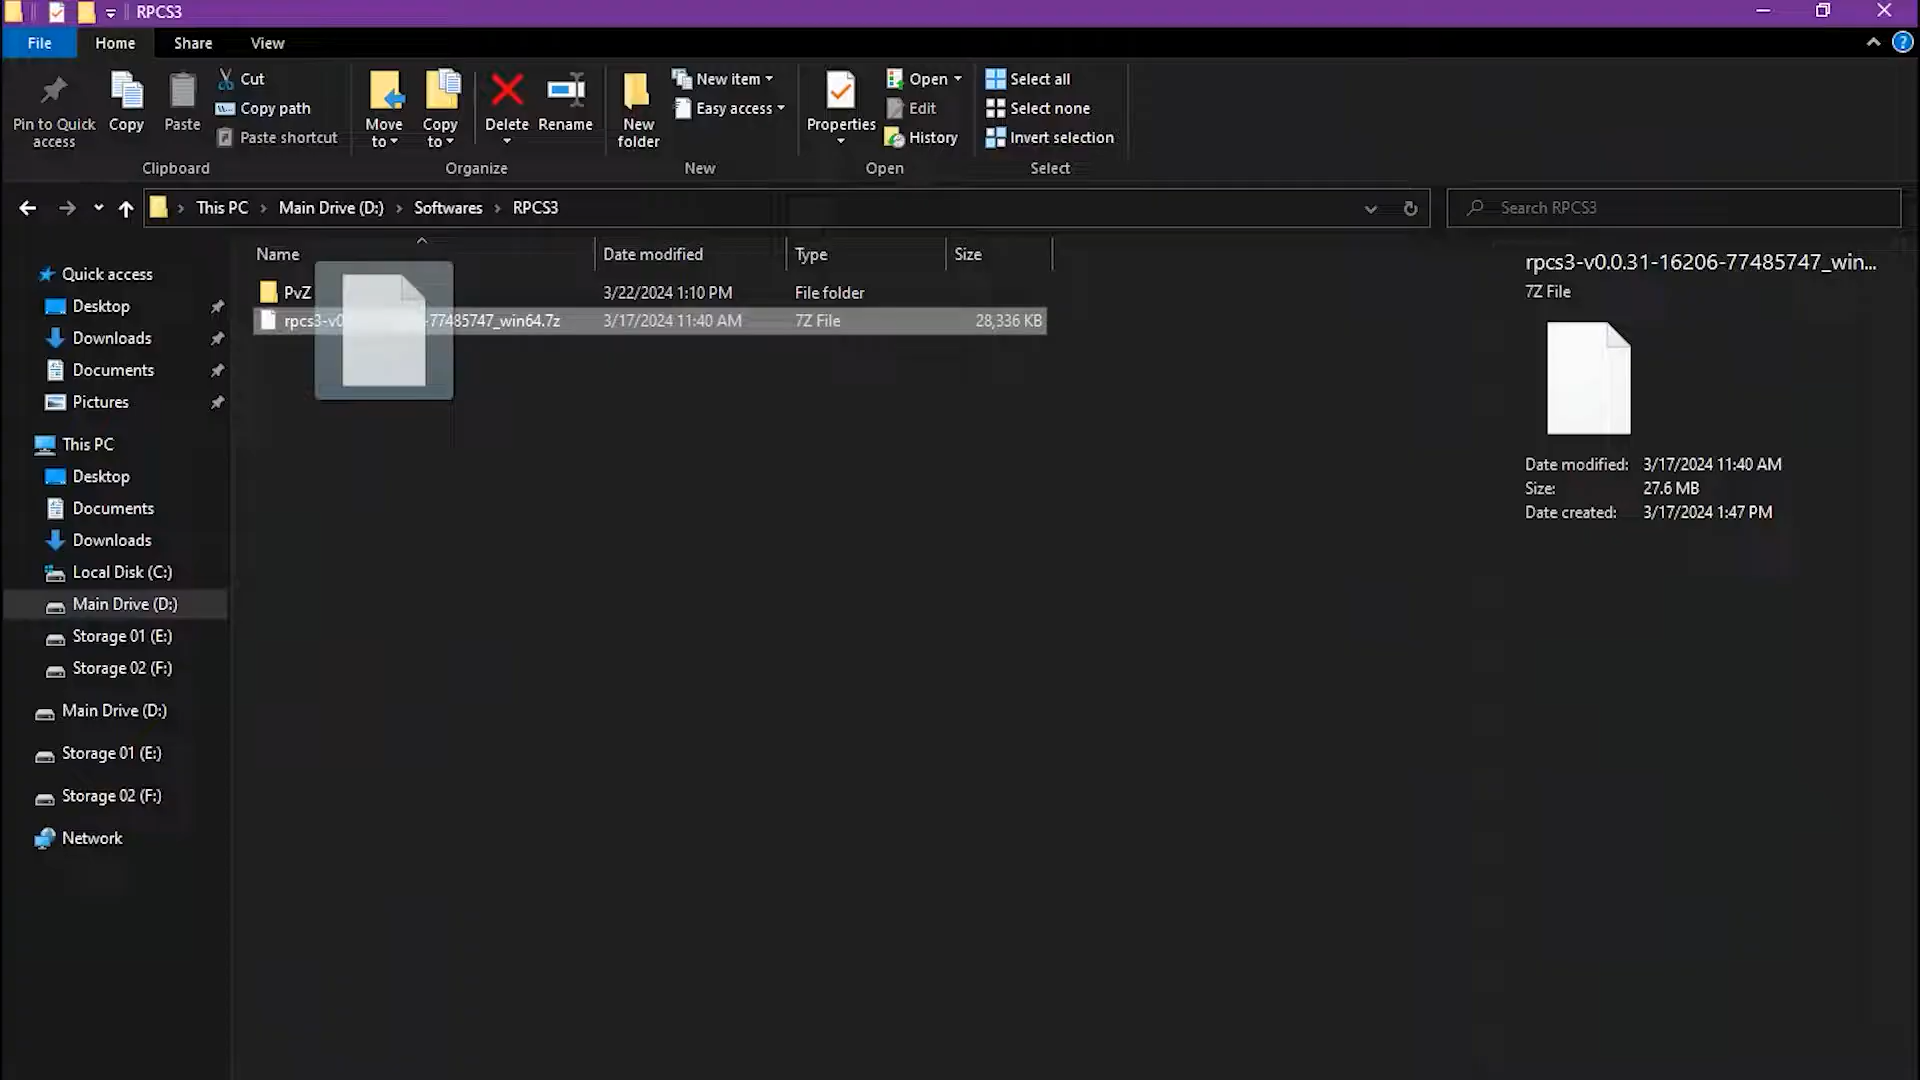 RPCS3
File Home Share View
Pin to Quick access
Copy
Paste
Cut
Copy path
Paste shortcut
Clipboard
Move to
Copy to
Delete
Rename
Organize
New folder
New item
Easy access
New
Properties
Open
Edit
History
Open
Select all
Select none
Invert selection
Select
This PC Main Drive (D:) Softwares RPCS3
Search RPCS3
Quick access
Desktop
Downloads
Documents
Pictures
This PC
Desktop
Documents
Downloads
Local Disk (C:)
Main Drive (D:)
Storage 01 (E:)
Storage 02 (F:)
Main Drive (D:)
Storage 01 (E:)
Storage 02 (F:)
Network
Name Date modified Type Size
PvZ 3/22/2024 1:10 PM File folder
rpcs3-v0 -77485747_win64.7z 3/17/2024 11:40 AM 7Z File 28,336 KB
rpcs3-v0.0.31-16206-77485747_win...
7Z File
Date modified: 3/17/2024 11:40 AM
Size: 27.6 MB
Date created: 3/17/2024 1:47 PM